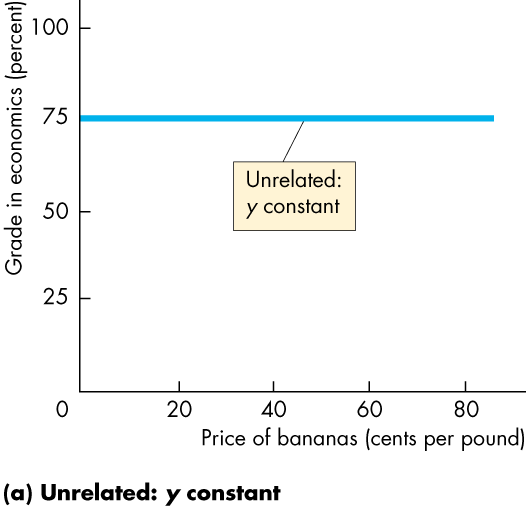 Grade in economics (percent)
100
75
50
25
0
Unrelated:
y constant
20 40 60 80
Price of bananas (cents per pound)
(a) Unrelated: y constant